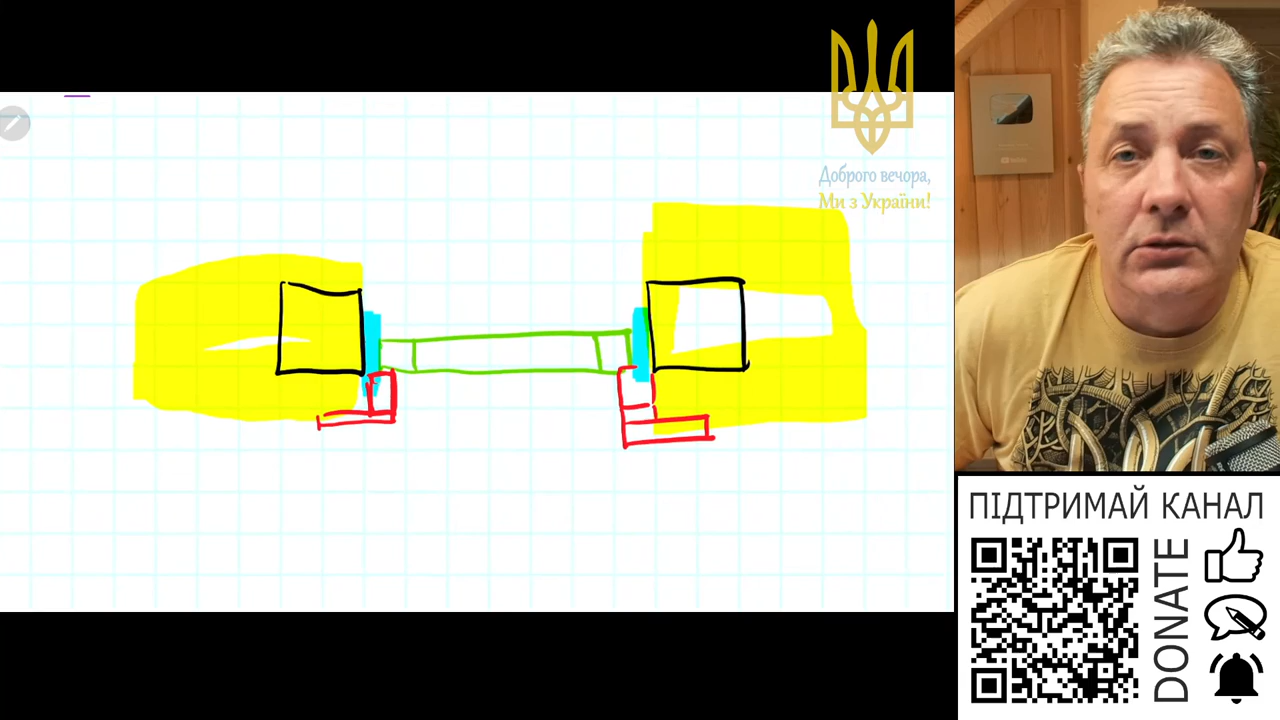 Доброго вечора,
Ми з України!
ПІДТРИМАЙ КАНАЛ
DONATE